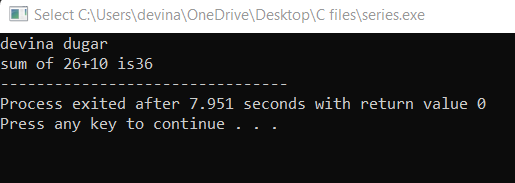 Select C:\Users\devina\OneDrive\Desktop\C files\series.exe
devina dugar
sum of 26+10 is36
--------------------------------
Process exited after 7.951 seconds with return value 0
Press any key to continue . . .